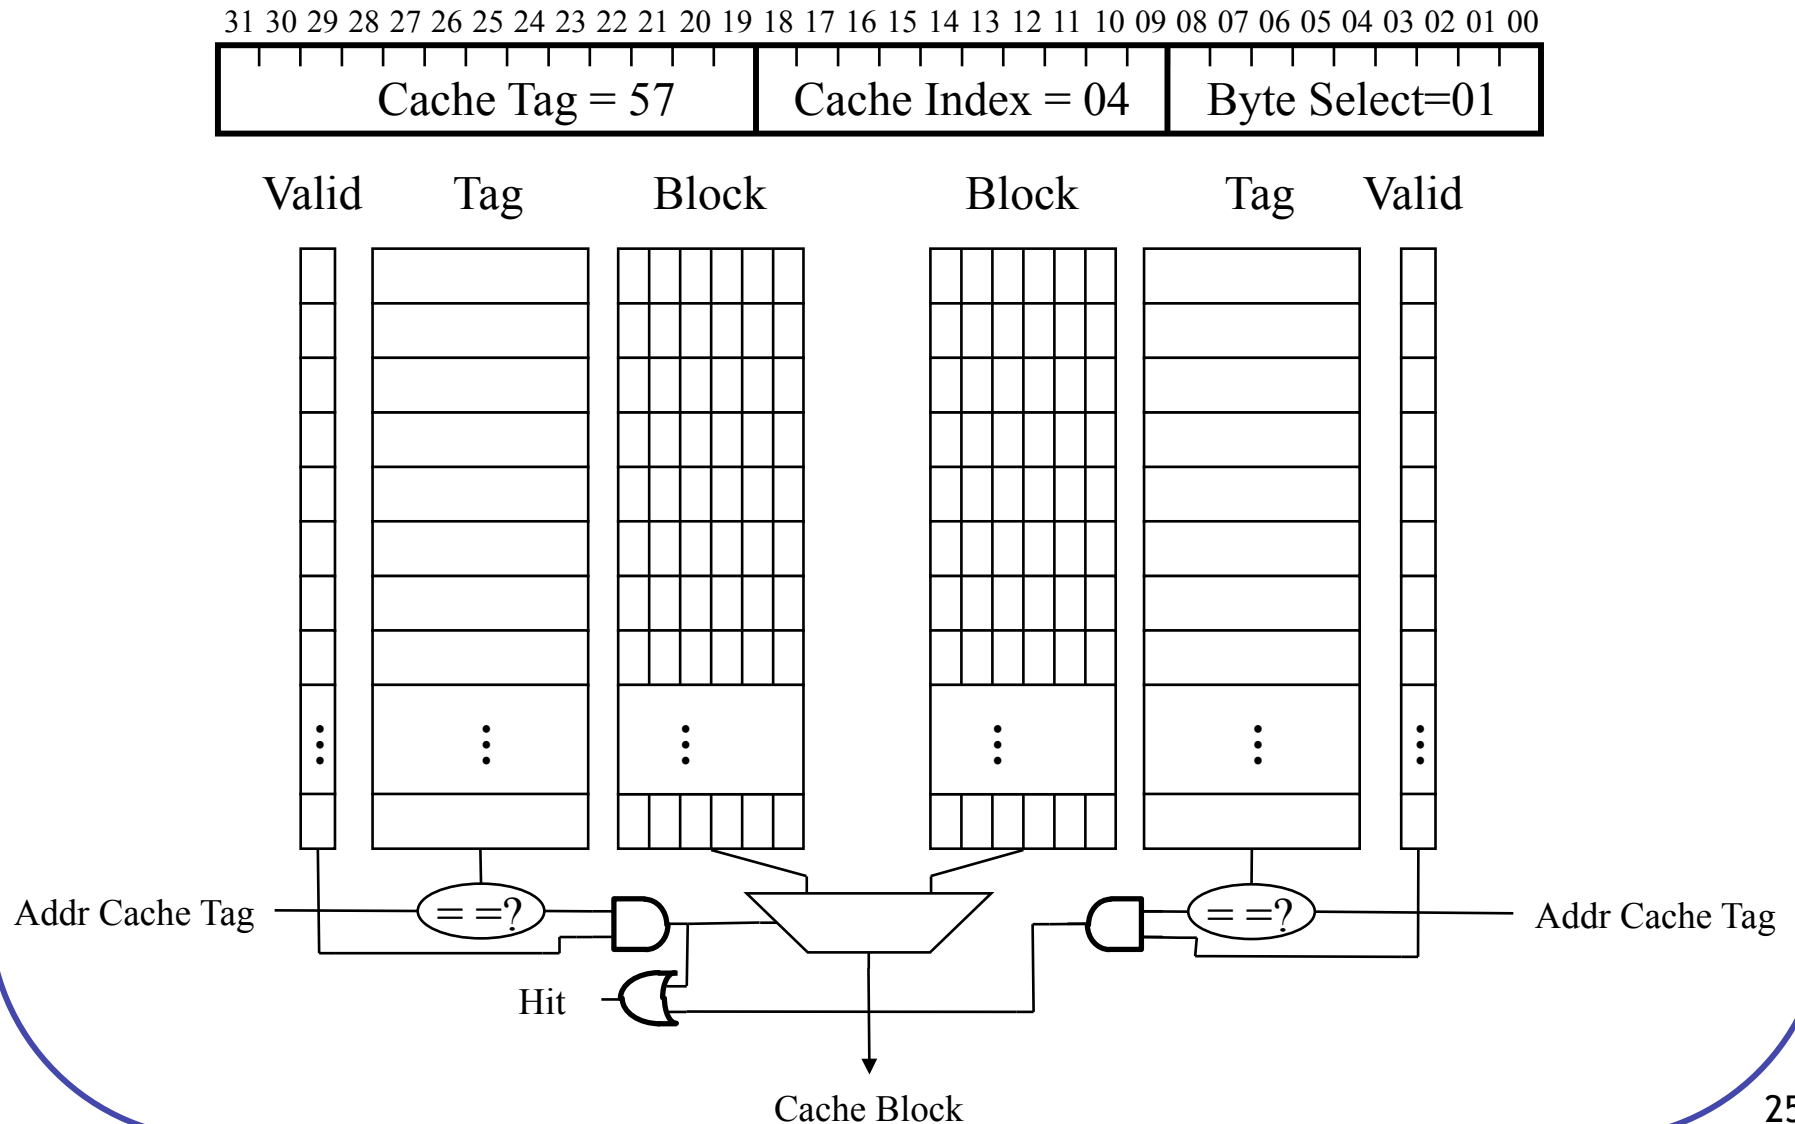 31 30 29 28 27 26 25 24 23 22 21 20 19 18 17 16 15 14 13 12 11 10 09 08 07 06 05 04 03 02 01 00
Cache Tag = 57 Cache Index = 04 Byte Select=01
Valid Tag Block Block Tag Valid
Addr Cache Tag = =? = =? Addr Cache Tag
Hit
Cache Block
25